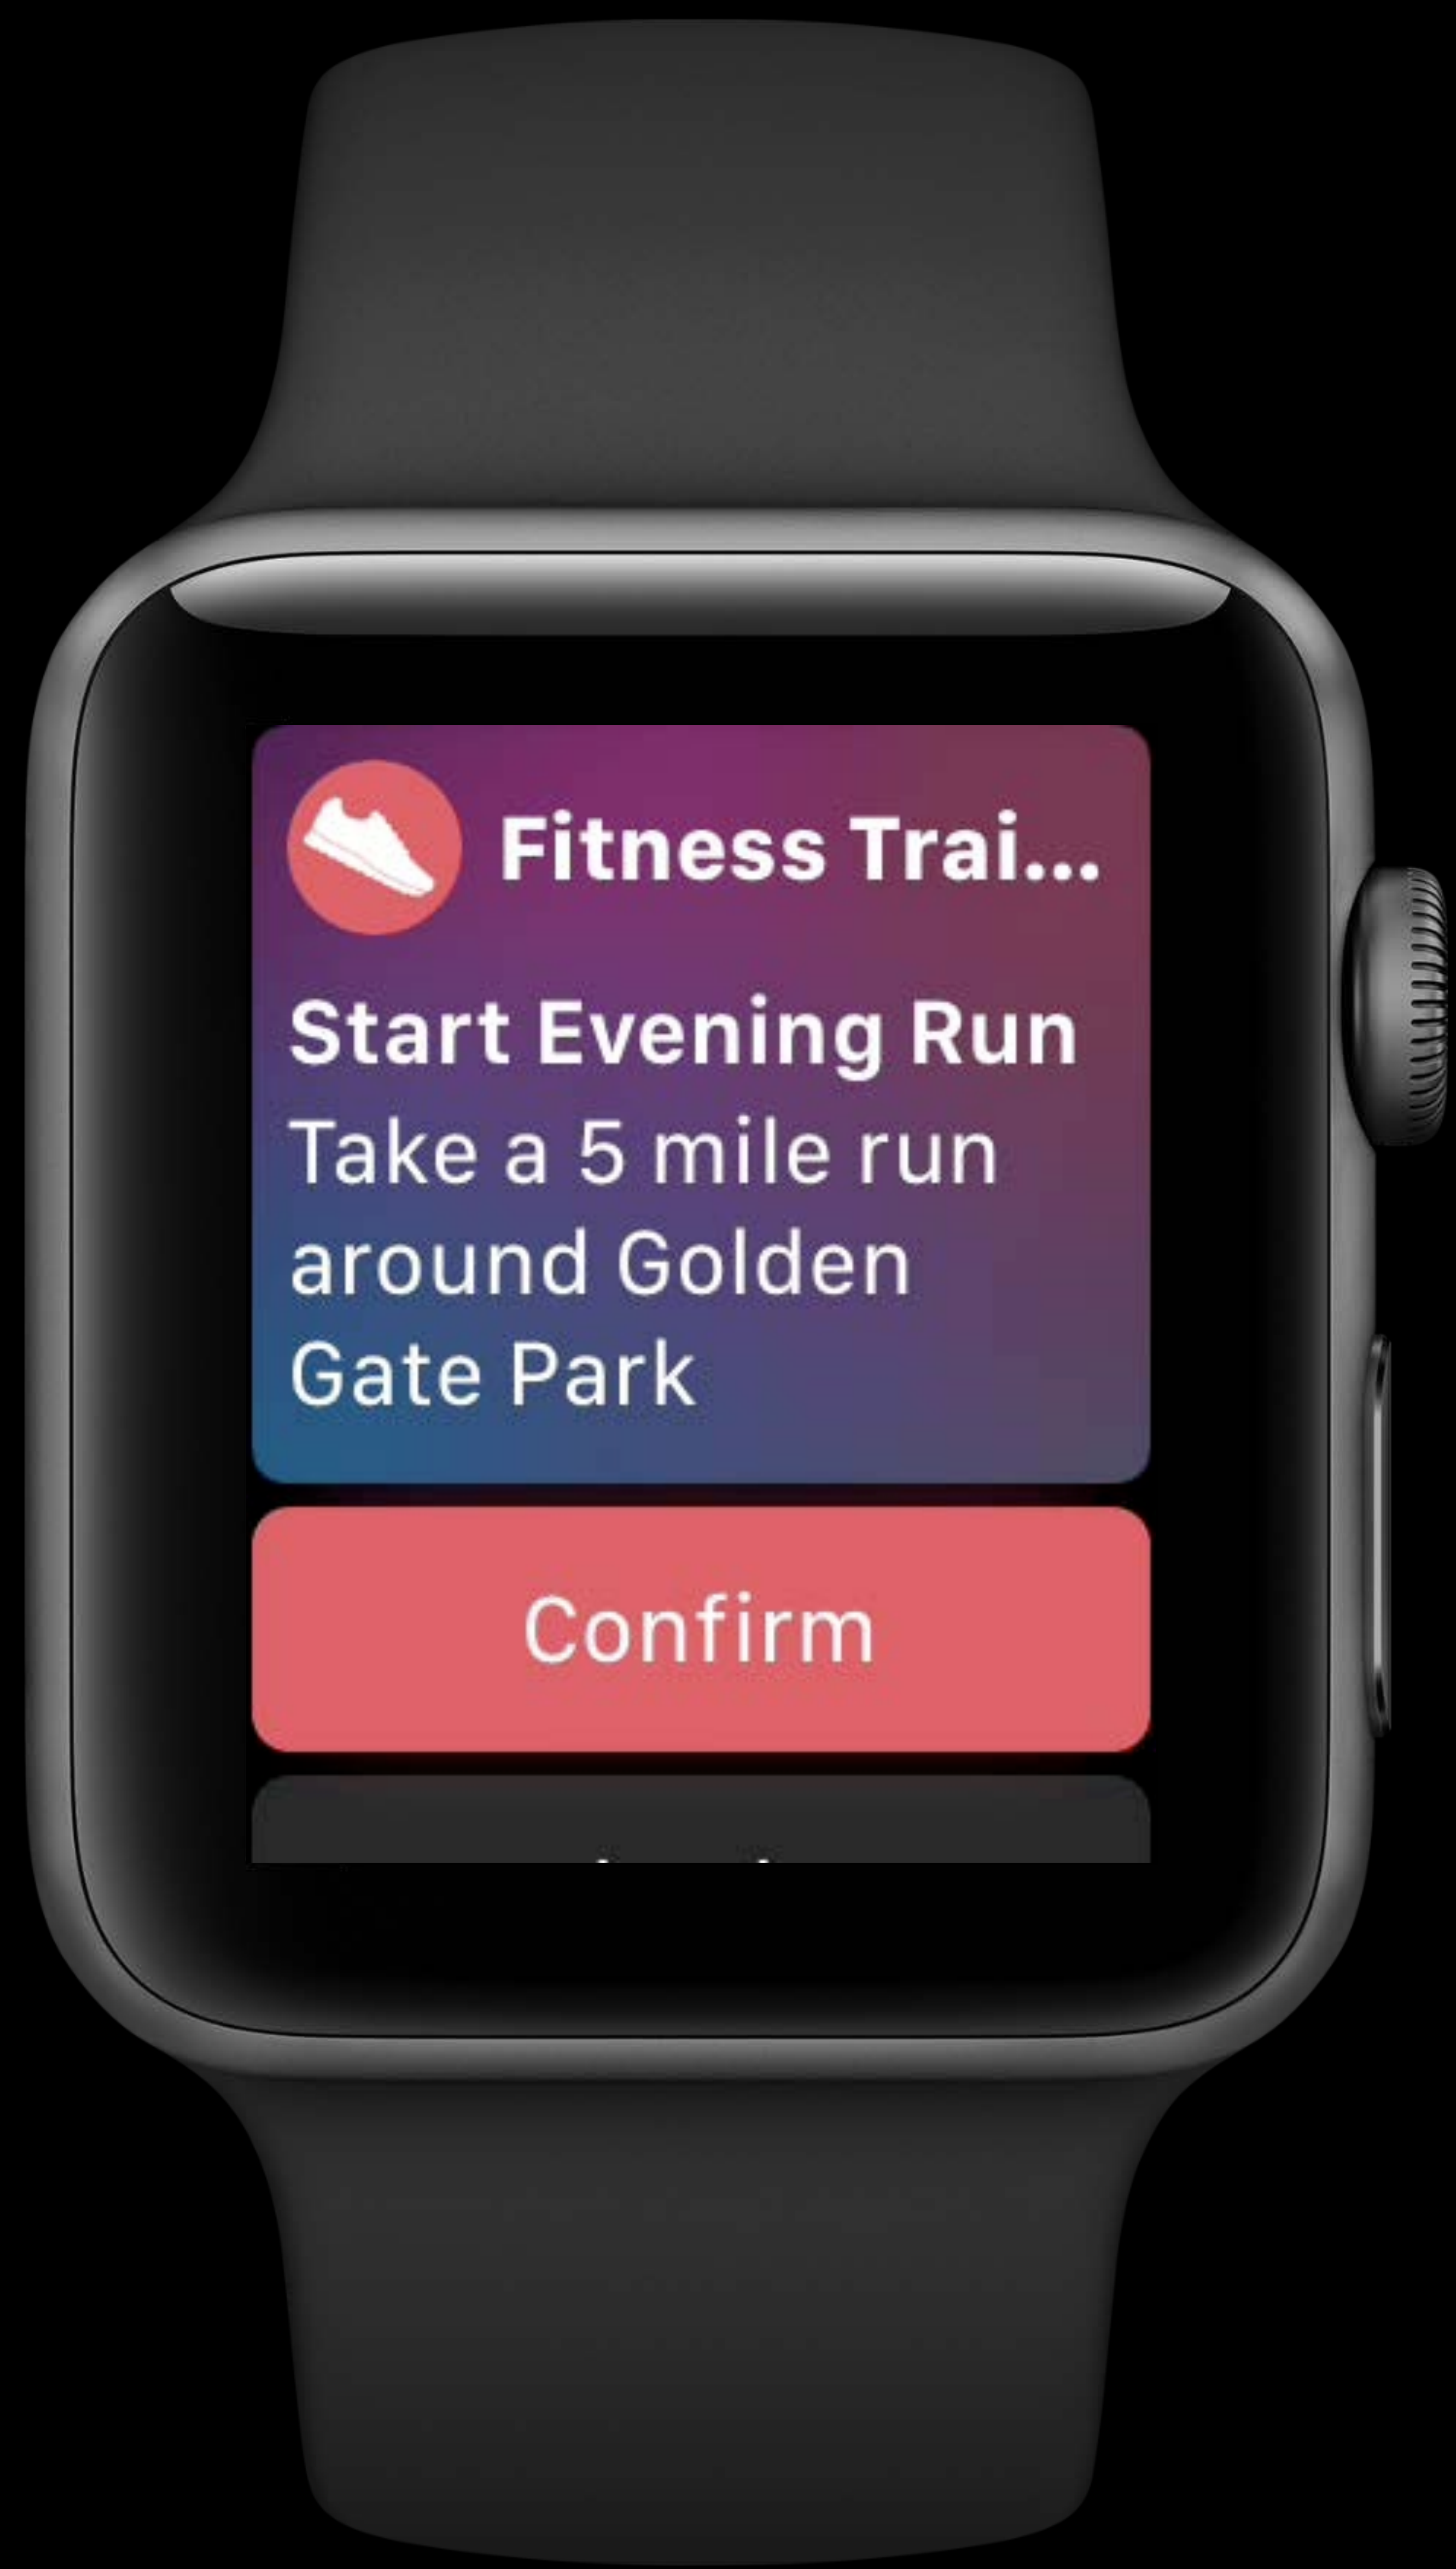 Fitness Trai...
Start Evening Run
Take a 5 mile run
around Golden
Gate Park
Confirm